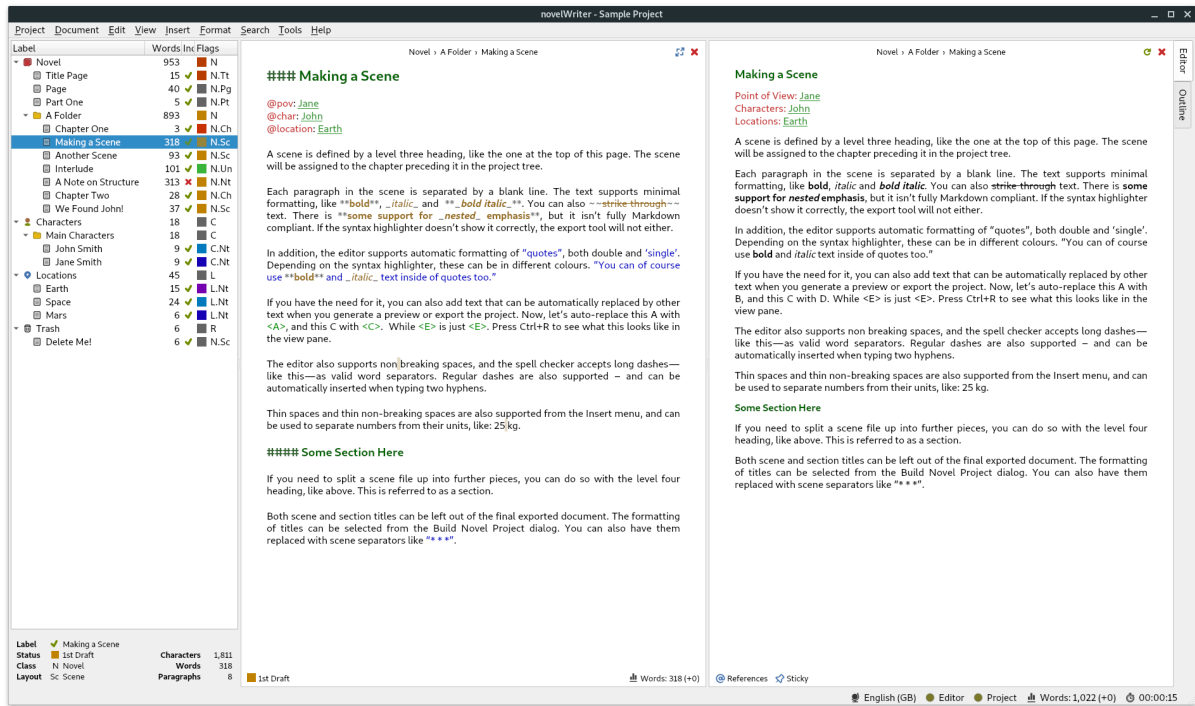 novelWriter - Sample Project
Project Document Edit View Insert Format Search Tools Help
Label Words Inc Flags
Novel 953 N
Title Page 15 N.Tt
Page 40 N.Pg
Part One 5 N.Pt
A Folder 893 N
Chapter One 3 N.Ch
Making a Scene 318 N.Sc
Another Scene 93 N.Sc
Interlude 101 N.Un
A Note on Structure 313 N.Nt
Chapter Two 28 N.Ch
We Found John! 37 N.Sc
Characters 18 C
Main Characters 18 C
John Smith 9 C.Nt
Jane Smith 9 C.Nt
Locations 45 L
Earth 15 L.Nt
Space 24 L.Nt
Mars 6 L.Nt
Trash 6 R
Delete Me! 6 N.Sc
Label Making a Scene
Status 1st Draft Characters 1,811
Class N Novel Words 318
Layout Sc Scene Paragraphs 8
Novel › A Folder › Making a Scene
### Making a Scene
@pov: Jane
@char: John
@location: Earth
A scene is defined by a level three heading, like the one at the top of this page. The scene
will be assigned to the chapter preceding it in the project tree.
Each paragraph in the scene is separated by a blank line. The text supports minimal
formatting, like **bold**, _italic_ and **_bold italic_**. You can also ~~strike through~~
text. There is **some support for _nested_ emphasis**, but it isn’t fully Markdown
compliant. If the syntax highlighter doesn’t show it correctly, the export tool will not either.
In addition, the editor supports automatic formatting of “quotes”, both double and ‘single’.
Depending on the syntax highlighter, these can be in different colours. “You can of course
use **bold** and _italic_ text inside of quotes too.”
If you have the need for it, you can also add text that can be automatically replaced by other
text when you generate a preview or export the project. Now, let’s auto-replace this A with
<A>, and this C with <C>. While <E> is just <E>. Press Ctrl+R to see what this looks like in
the view pane.
The editor also supports non breaking spaces, and the spell checker accepts long dashes—
like this—as valid word separators. Regular dashes are also supported – and can be
automatically inserted when typing two hyphens.
Thin spaces and thin non-breaking spaces are also supported from the Insert menu, and can
be used to separate numbers from their units, like: 25 kg.
#### Some Section Here
If you need to split a scene file up into further pieces, you can do so with the level four
heading, like above. This is referred to as a section.
Both scene and section titles can be left out of the final exported document. The formatting
of titles can be selected from the Build Novel Project dialog. You can also have them
replaced with scene separators like “* * *”.
1st Draft Words: 318 (+0)
Novel › A Folder › Making a Scene
Making a Scene
Point of View: Jane
Characters: John
Locations: Earth
A scene is defined by a level three heading, like the one at the top of this page. The scene
will be assigned to the chapter preceding it in the project tree.
Each paragraph in the scene is separated by a blank line. The text supports minimal
formatting, like bold, italic and bold italic. You can also strike through text. There is some
support for nested emphasis, but it isn’t fully Markdown compliant. If the syntax highlighter
doesn’t show it correctly, the export tool will not either.
In addition, the editor supports automatic formatting of “quotes”, both double and ‘single’.
Depending on the syntax highlighter, these can be in different colours. “You can of course
use bold and italic text inside of quotes too.”
If you have the need for it, you can also add text that can be automatically replaced by other
text when you generate a preview or export the project. Now, let’s auto-replace this A with
B, and this C with D. While <E> is just <E>. Press Ctrl+R to see what this looks like in the
view pane.
The editor also supports non breaking spaces, and the spell checker accepts long dashes—
like this—as valid word separators. Regular dashes are also supported – and can be
automatically inserted when typing two hyphens.
Thin spaces and thin non-breaking spaces are also supported from the Insert menu, and can
be used to separate numbers from their units, like: 25 kg.
Some Section Here
If you need to split a scene file up into further pieces, you can do so with the level four
heading, like above. This is referred to as a section.
Both scene and section titles can be left out of the final exported document. The formatting
of titles can be selected from the Build Novel Project dialog. You can also have them
replaced with scene separators like “* * *”.
References Sticky
Editor
Outline
English (GB) Editor Project Words: 1,022 (+0) 00:00:15